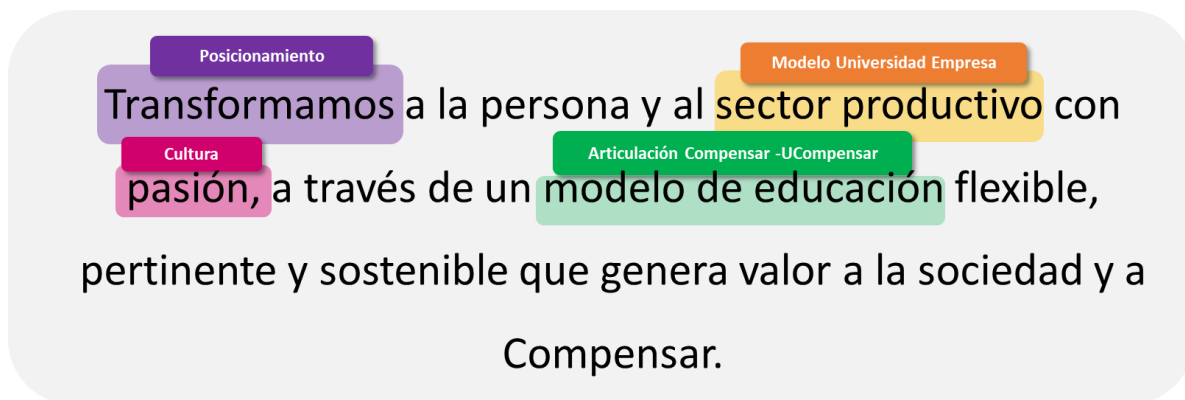 Posicionamiento
Modelo Universidad Empresa
Transformamos a la persona y al sector productivo con
Cultura
Articulación Compensar -UCompensar
pasión, a través de un modelo de educación flexible,
pertinente y sostenible que genera valor a la sociedad y a
Compensar.